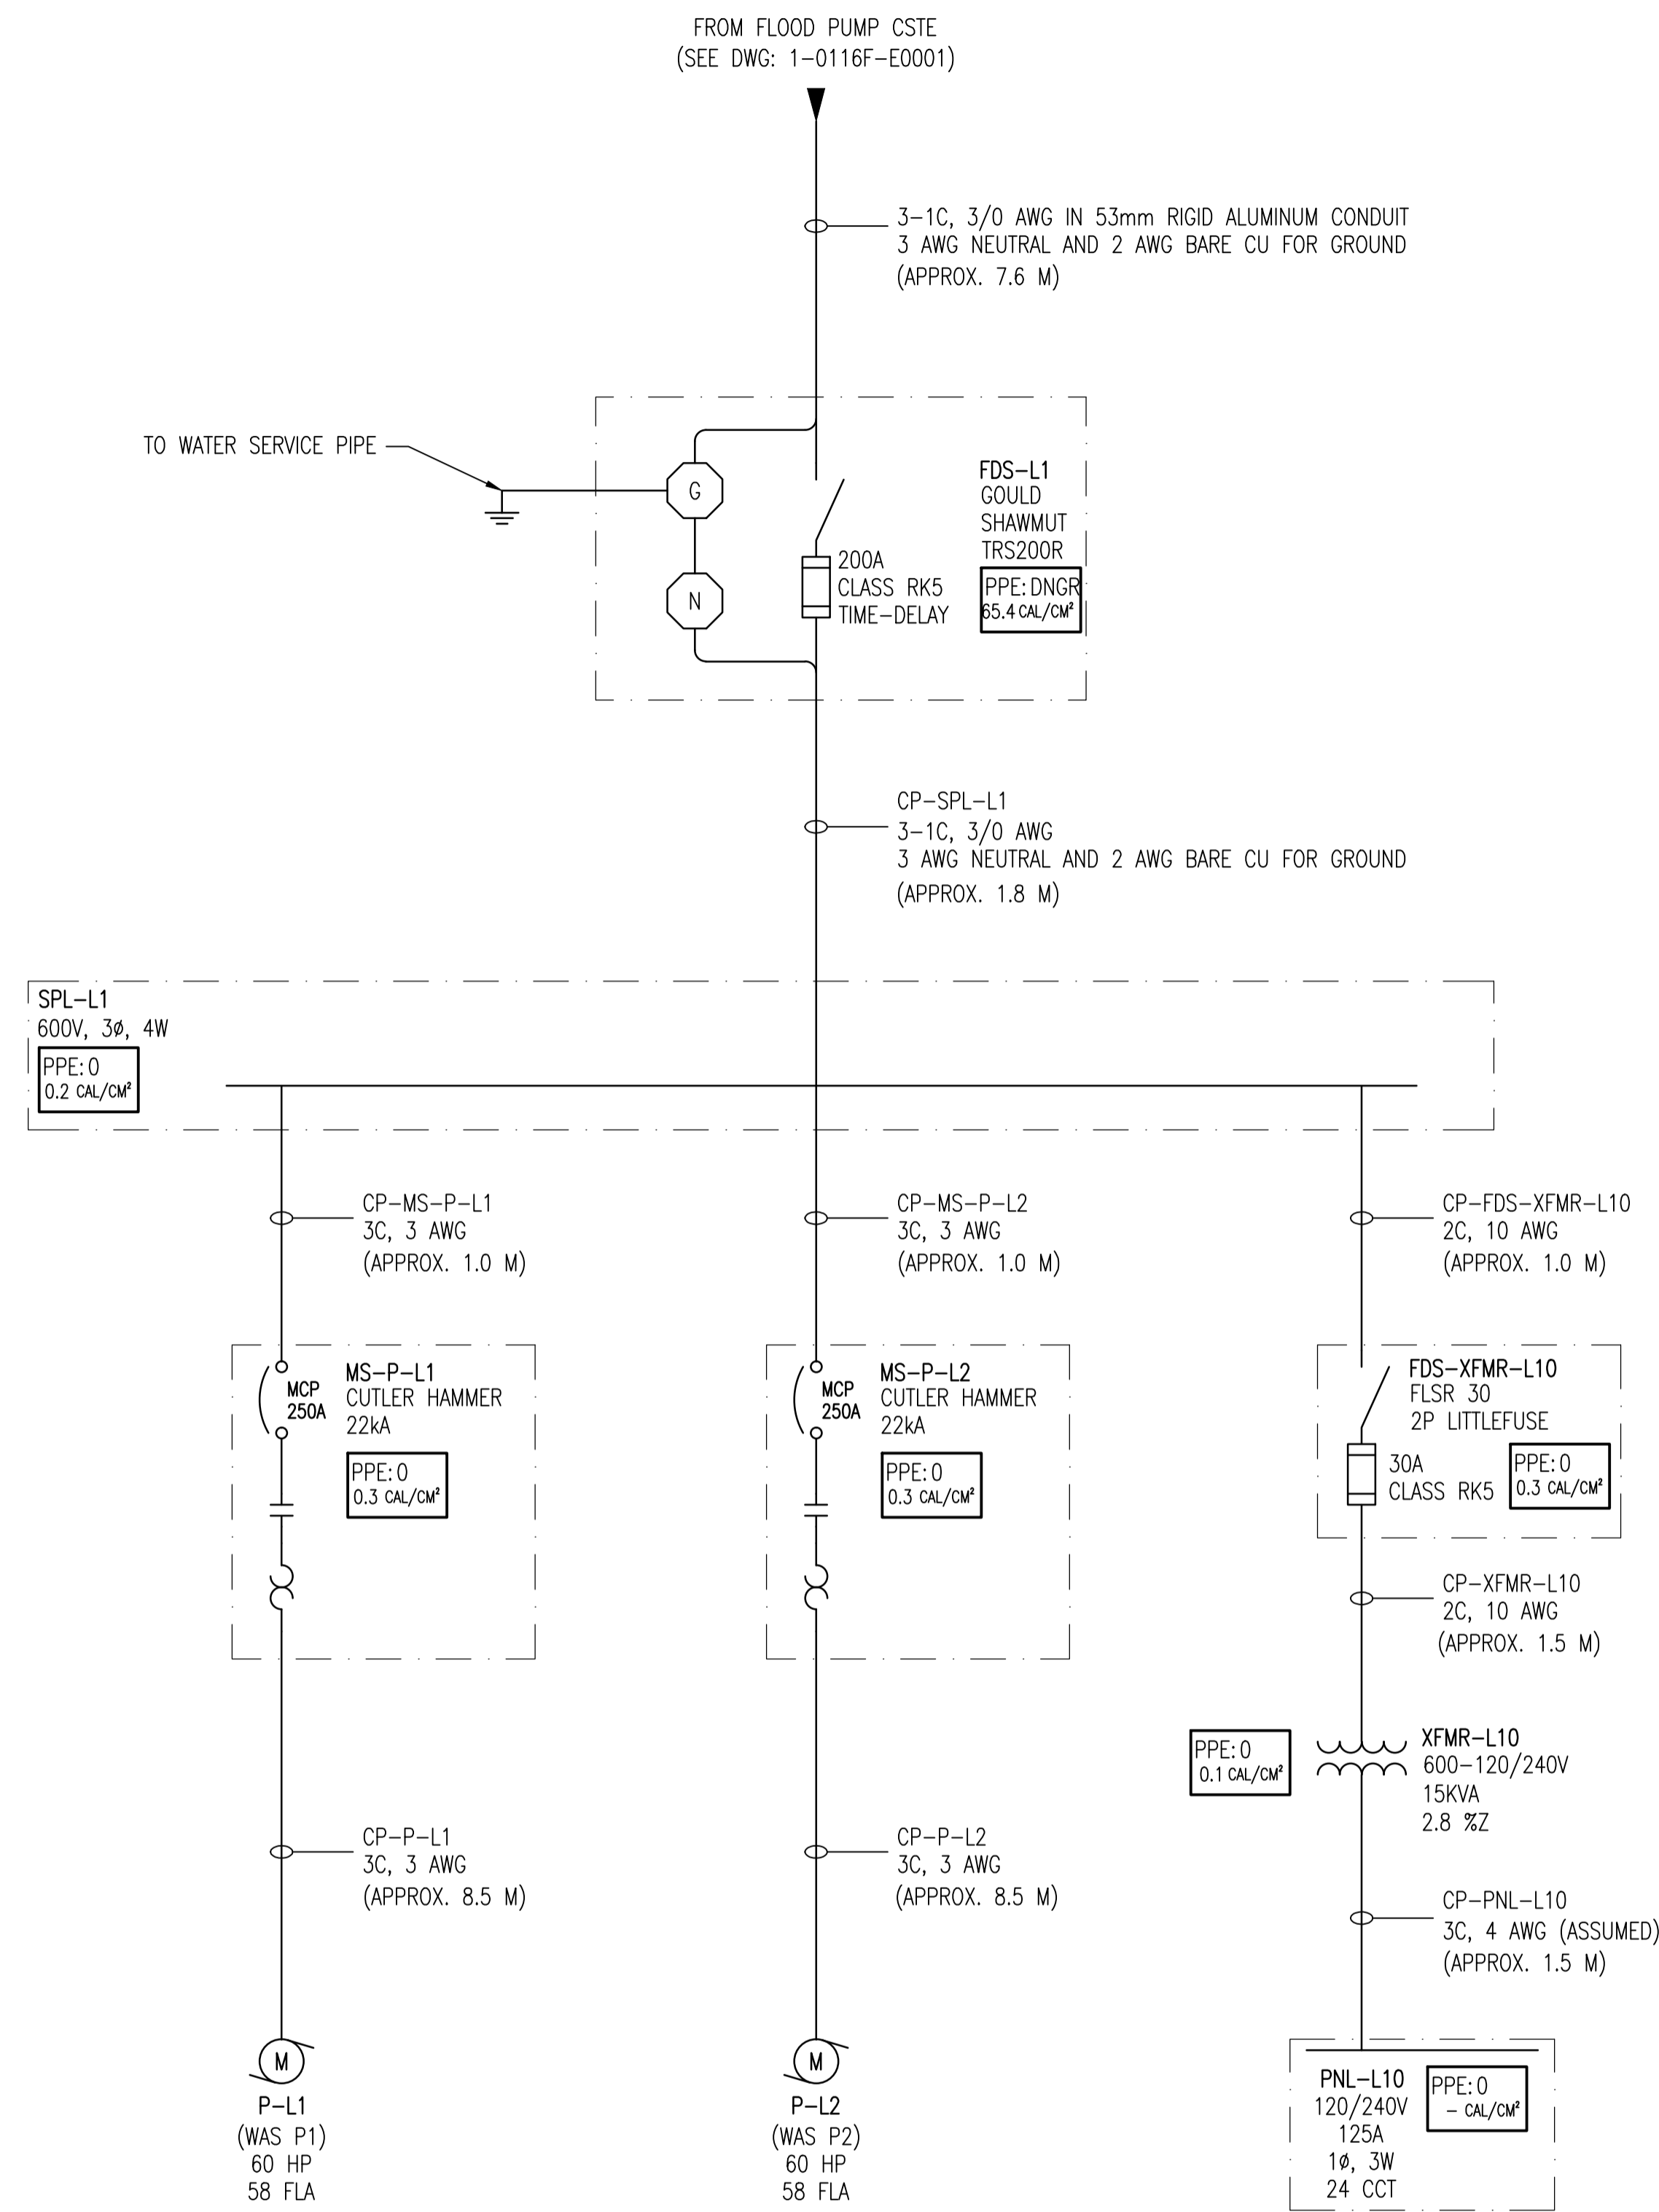 FROM FLOOD PUMP CSTE
(SEE DWG: 1-0116F-E0001)
3-1C, 3/0 AWG IN 53mm RIGID ALUMINUM CONDUIT
3 AWG NEUTRAL AND 2 AWG BARE CU FOR GROUND
(APPROX. 7.6 M)
TO WATER SERVICE PIPE
G
N
200A
CLASS RK5
TIME-DELAY
FDS-L1
GOULD
SHAWMUT
TRS200R
PPE: DNGR
65.4 CAL/CM²
CP-SPL-L1
3-1C, 3/0 AWG
3 AWG NEUTRAL AND 2 AWG BARE CU FOR GROUND
(APPROX. 1.8 M)
SPL-L1
600V, 3ø, 4W
PPE: 0
0.2 CAL/CM²
CP-MS-P-L1
3C, 3 AWG
(APPROX. 1.0 M)
CP-MS-P-L2
3C, 3 AWG
(APPROX. 1.0 M)
CP-FDS-XFMR-L10
2C, 10 AWG
(APPROX. 1.0 M)
MCP
250A
MS-P-L1
CUTLER HAMMER
22kA
PPE: 0
0.3 CAL/CM²
MCP
250A
MS-P-L2
CUTLER HAMMER
22kA
PPE: 0
0.3 CAL/CM²
FDS-XFMR-L10
FLSR 30
2P LITTLEFUSE
30A
CLASS RK5
PPE: 0
0.3 CAL/CM²
CP-XFMR-L10
2C, 10 AWG
(APPROX. 1.5 M)
PPE: 0
0.1 CAL/CM²
XFMR-L10
600-120/240V
15KVA
2.8 %Z
CP-P-L1
3C, 3 AWG
(APPROX. 8.5 M)
CP-P-L2
3C, 3 AWG
(APPROX. 8.5 M)
CP-PNL-L10
3C, 4 AWG (ASSUMED)
(APPROX. 1.5 M)
M
P-L1
(WAS P1)
60 HP
58 FLA
M
P-L2
(WAS P2)
60 HP
58 FLA
PNL-L10
120/240V
125A
1ø, 3W
24 CCT
PPE: 0
- CAL/CM²